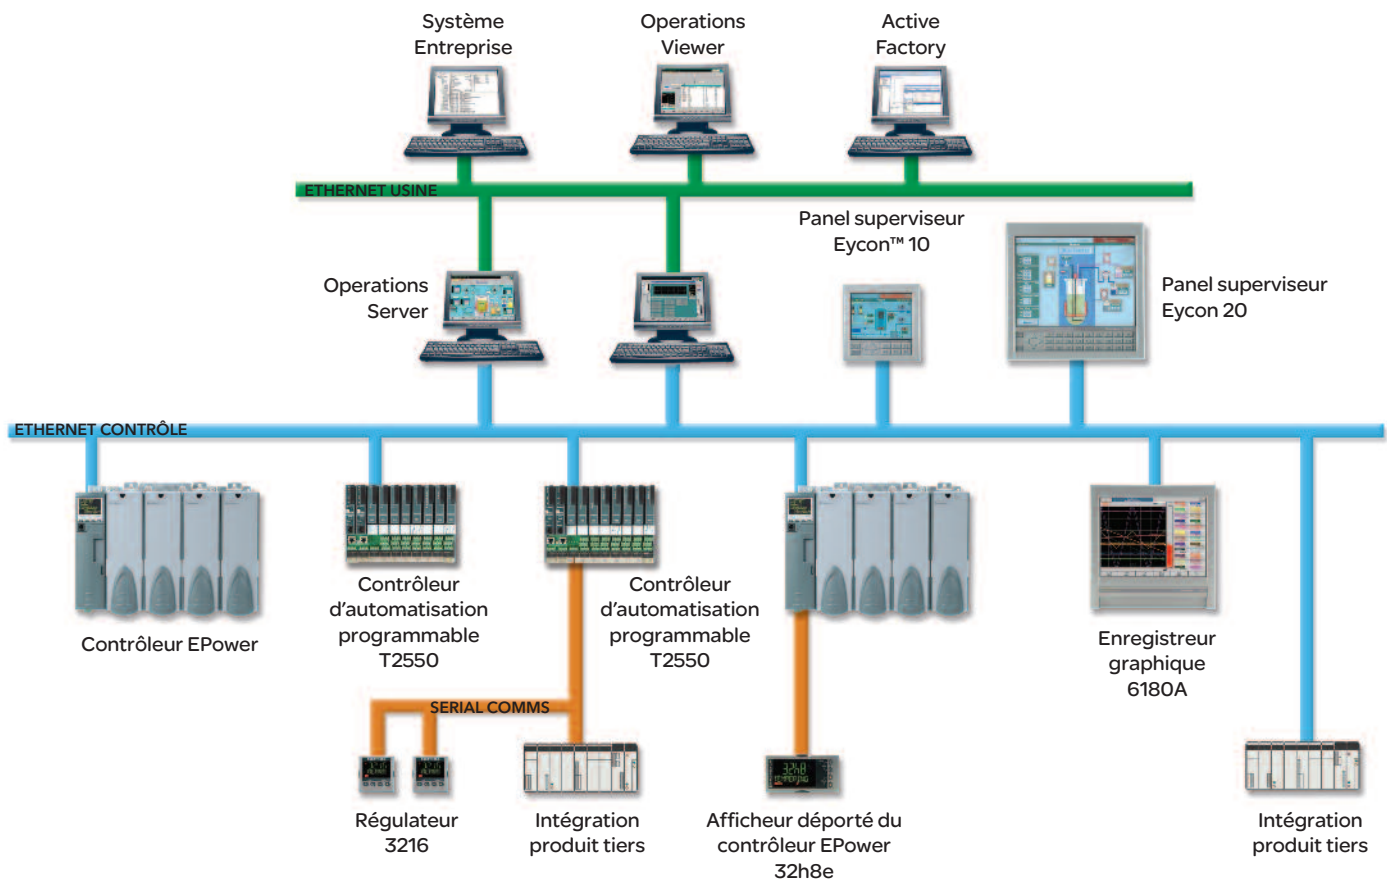 Système
Entreprise
Operations
Viewer
Active
Factory
ETHERNET USINE
Operations
Server
Panel superviseur
Eycon™ 10
Panel superviseur
Eycon 20
ETHERNET CONTRÔLE
Contrôleur EPower
Contrôleur
d'automatisation
programmable
T2550
Contrôleur
d'automatisation
programmable
T2550
Enregistreur
graphique
6180A
SERIAL COMMS
Régulateur
3216
Intégration
produit tiers
Afficheur déporté du
contrôleur EPower
32h8e
Intégration
produit tiers